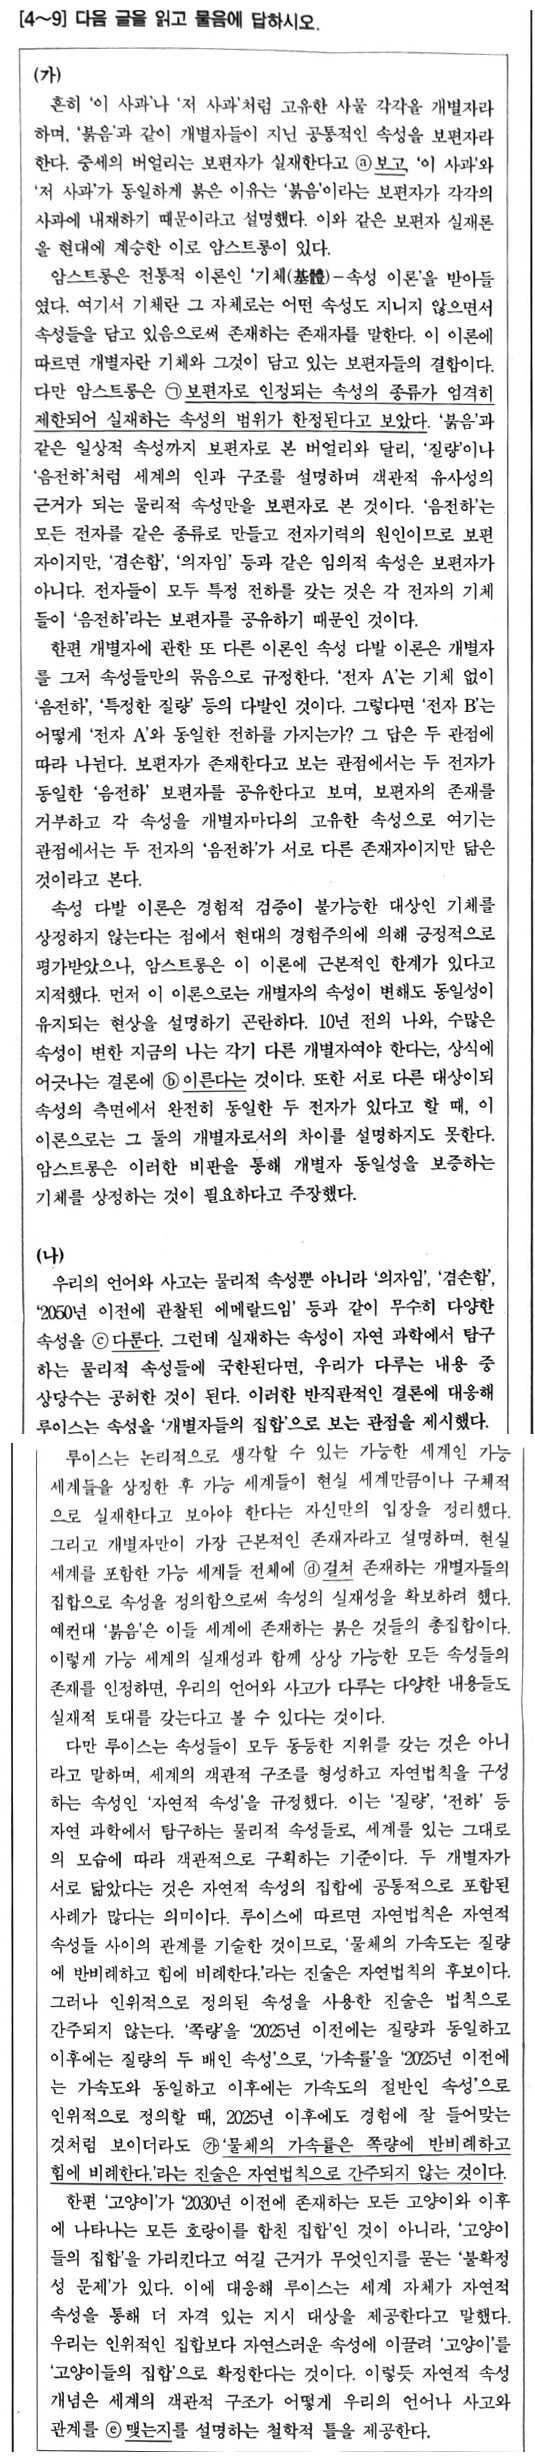 [4~9] 다음 글을 읽고 물음에 답하시오.
(가)
흔히 '이 사과'나 '저 사과'처럼 고유한 사물 각각을 개별자라
하며, '붉음'과 같이 개별자들이 지닌 공통적인 속성을 보편자라
한다. 중세의 버얼리는 보편자가 실재한다고 ⓐ보고, '이 사과'와
'저 사과'가 동일하게 붉은 이유는 '붉음'이라는 보편자가 각각의
사과에 내재하기 때문이라고 설명했다. 이와 같은 보편자 실재론
을 현대에 계승한 이로 암스트롱이 있다.
암스트롱은 전통적 이론인 '기체(基體)-속성 이론'을 받아들
였다. 여기서 기체란 그 자체로는 어떤 속성도 지니지 않으면서
속성들을 담고 있음으로써 존재하는 존재자를 말한다. 이 이론에
따르면 개별자란 기체와 그것이 담고 있는 보편자들의 결합이다.
다만 암스트롱은 ㉠보편자로 인정되는 속성의 종류가 엄격히
제한되어 실재하는 속성의 범위가 한정된다고 보았다. '붉음'과
같은 일상적 속성까지 보편자로 본 버얼리와 달리, '질량'이나
'음전하'처럼 세계의 인과 구조를 설명하며 객관적 유사성의
근거가 되는 물리적 속성만을 보편자로 본 것이다. '음전하'는
모든 전자를 같은 종류로 만들고 전자기력의 원인이므로 보편
자이지만, '겸손함', '의자임' 등과 같은 임의적 속성은 보편자가
아니다. 전자들이 모두 특정 전하를 갖는 것은 각 전자의 기체
들이 '음전하'라는 보편자를 공유하기 때문인 것이다.
한편 개별자에 관한 또 다른 이론인 속성 다발 이론은 개별자
를 그저 속성들만의 묶음으로 규정한다. '전자 A'는 기체 없이
'음전하', '특정한 질량' 등의 다발인 것이다. 그렇다면 '전자 B'는
어떻게 '전자 A'와 동일한 전하를 가지는가? 그 답은 두 관점에
따라 나뉜다. 보편자가 존재한다고 보는 관점에서는 두 전자가
동일한 '음전하' 보편자를 공유한다고 보며, 보편자의 존재를
거부하고 각 속성을 개별자마다의 고유한 속성으로 여기는
관점에서는 두 전자의 '음전하'가 서로 다른 존재자이지만 닮은
것이라고 본다.
속성 다발 이론은 경험적 검증이 불가능한 대상인 기체를
상정하지 않는다는 점에서 현대의 경험주의에 의해 긍정적으로
평가받았으나, 암스트롱은 이 이론에 근본적인 한계가 있다고
지적했다. 먼저 이 이론으로는 개별자의 속성이 변해도 동일성이
유지되는 현상을 설명하기 곤란하다. 10년 전의 나와, 수많은
속성이 변한 지금의 나는 각기 다른 개별자여야 한다는, 상식에
어긋나는 결론에 ⓑ이른다는 것이다. 또한 서로 다른 대상이되
속성의 측면에서 완전히 동일한 두 전자가 있다고 할 때, 이
이론으로는 그 둘의 개별자로서의 차이를 설명하지도 못한다.
암스트롱은 이러한 비판을 통해 개별자 동일성을 보증하는
기체를 상정하는 것이 필요하다고 주장했다.
(나)
우리의 언어와 사고는 물리적 속성뿐 아니라 '의자임', '겸손함',
'2050년 이전에 관찰된 에메랄드임' 등과 같이 무수히 다양한
속성을 ⓒ다룬다. 그런데 실재하는 속성이 자연 과학에서 탐구
하는 물리적 속성들에 국한된다면, 우리가 다루는 내용 중
상당수는 공허한 것이 된다. 이러한 반직관적인 결론에 대응해
루이스는 속성을 '개별자들의 집합'으로 보는 관점을 제시했다.
루이스는 논리적으로 생각할 수 있는 가능한 세계인 가능
세계들을 상정한 후 가능 세계들이 현실 세계만큼이나 구체적
으로 실재한다고 보아야 한다는 자신만의 입장을 정리했다.
그리고 개별자만이 가장 근본적인 존재자라고 설명하며, 현실
세계를 포함한 가능 세계들 전체에 ⓓ걸쳐 존재하는 개별자들의
집합으로 속성을 정의함으로써 속성의 실재성을 확보하려 했다.
예컨대 '붉음'은 이들 세계에 존재하는 붉은 것들의 총집합이다.
이렇게 가능 세계의 실재성과 함께 상상 가능한 모든 속성들의
존재를 인정하면, 우리의 언어와 사고가 다루는 다양한 내용들도
실재적 토대를 갖는다고 볼 수 있다는 것이다.
다만 루이스는 속성들이 모두 동등한 지위를 갖는 것은 아니
라고 말하며, 세계의 객관적 구조를 형성하고 자연법칙을 구성
하는 속성인 '자연적 속성'을 규정했다. 이는 '질량', '전하' 등
자연 과학에서 탐구하는 물리적 속성들로, 세계를 있는 그대로
의 모습에 따라 객관적으로 구획하는 기준이다. 두 개별자가
서로 닮았다는 것은 자연적 속성의 집합에 공통적으로 포함된
사례가 많다는 의미이다. 루이스에 따르면 자연법칙은 자연적
속성들 사이의 관계를 기술한 것이므로, '물체의 가속도는 질량
에 반비례하고 힘에 비례한다.'라는 진술은 자연법칙의 후보이다.
그러나 인위적으로 정의된 속성을 사용한 진술은 법칙으로
간주되지 않는다. '쪽량'을 '2025년 이전에는 질량과 동일하고
이후에는 질량의 두 배인 속성'으로, '가속률'을 '2025년 이전에
는 가속도와 동일하고 이후에는 가속도의 절반인 속성'으로
인위적으로 정의할 때, 2025년 이후에도 경험에 잘 들어맞는
것처럼 보이더라도 ㉮'물체의 가속률은 쪽량에 반비례하고
힘에 비례한다.'라는 진술은 자연법칙으로 간주되지 않는 것이다.
한편 '고양이'가 '2030년 이전에 존재하는 모든 고양이와 이후
에 나타나는 모든 호랑이를 합친 집합'인 것이 아니라, '고양이
들의 집합'을 가리킨다고 여길 근거가 무엇인지를 묻는 '불확정
성 문제'가 있다. 이에 대응해 루이스는 세계 자체가 자연적
속성을 통해 더 자격 있는 지시 대상을 제공한다고 말했다.
우리는 인위적인 집합보다 자연스러운 속성에 이끌려 '고양이'를
'고양이들의 집합'으로 확정한다는 것이다. 이렇듯 자연적 속성
개념은 세계의 객관적 구조가 어떻게 우리의 언어나 사고와
관계를 ⓔ맺는지를 설명하는 철학적 틀을 제공한다.